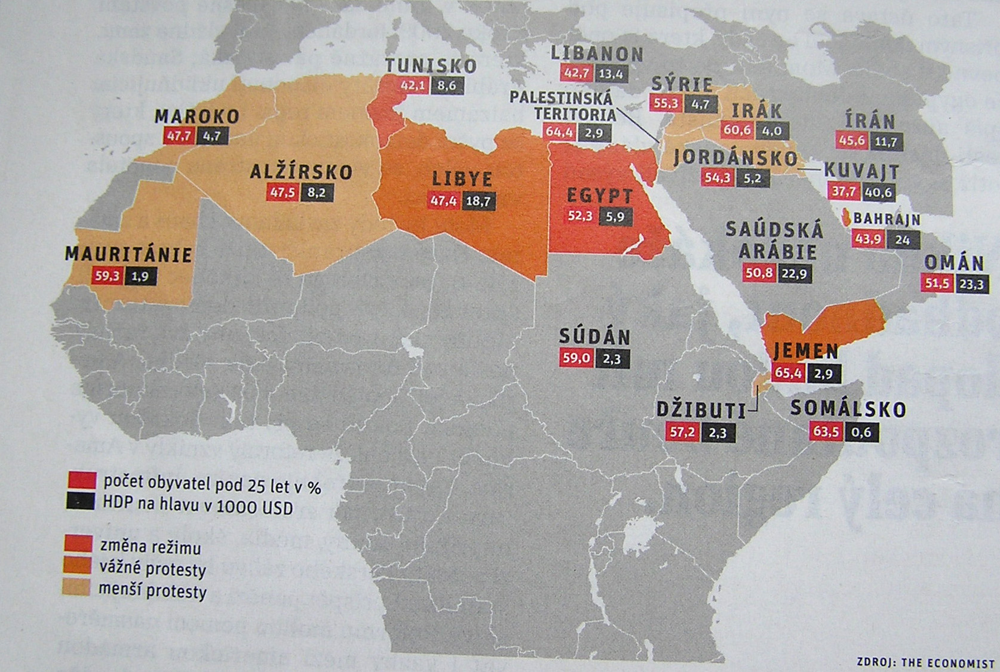 LIBANON
42,7 13,4
TUNISKO
42,1 8,6
SÝRIE
55,3 4,7
PALESTINSKÁ
TERITORIA
64,4 2,9
IRÁK
60,6 4,0
ÍRÁN
45,6 11,7
MAROKO
47,7 4,7
JORDÁNSKO
54,3 5,2
KUVAJT
37,7 40,6
ALŽÍRSKO
47,5 8,2
LIBYE
47,4 18,7
EGYPT
52,3 5,9
BAHRAJN
43,9 24
SAÚDSKÁ
ARÁBIE
50,8 22,9
MAURITÁNIE
59,3 1,9
OMÁN
51,5 23,3
SÚDÁN
59,0 2,3
JEMEN
65,4 2,9
DŽIBUTI
57,2 2,3
SOMÁLSKO
63,5 0,6
počet obyvatel pod 25 let v %
HDP na hlavu v 1000 USD
změna režimu
vážné protesty
menší protesty
ZDROJ: THE ECONOMIST